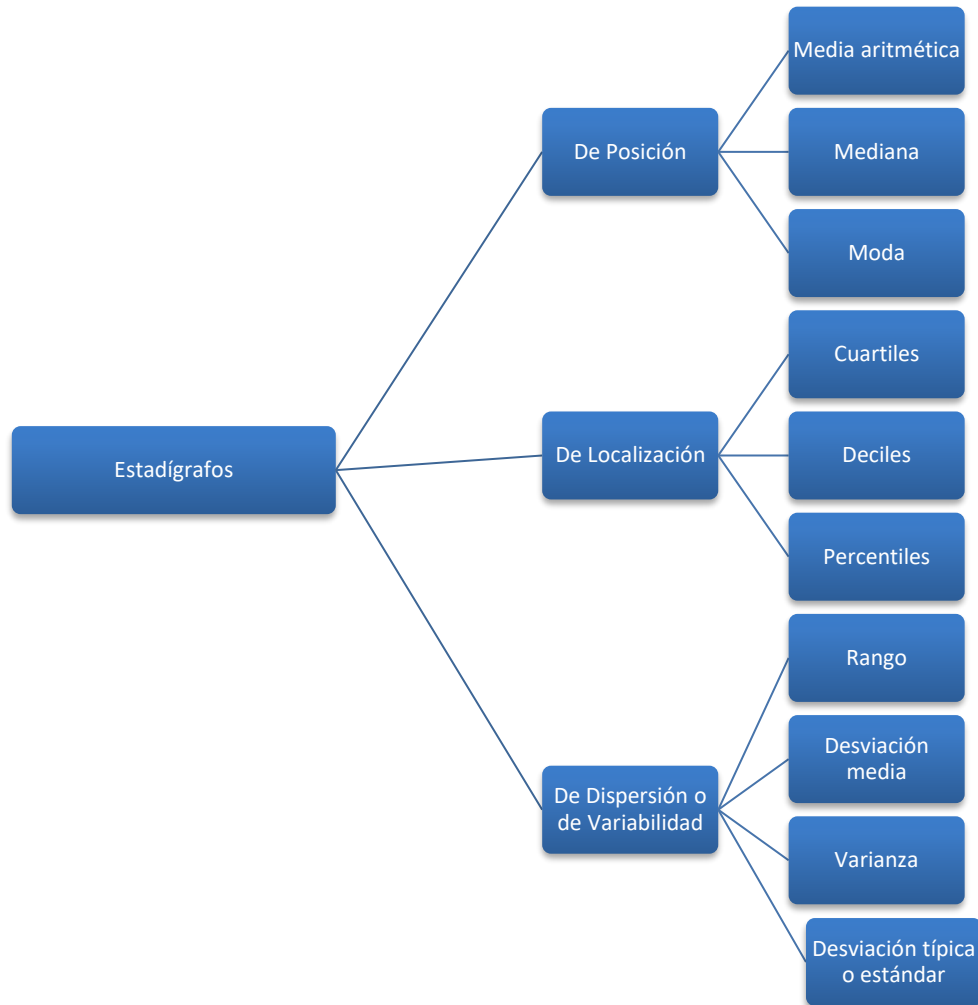 Estadígrafos
De Posición
Media aritmética
Mediana
Moda
De Localización
Cuartiles
Deciles
Percentiles
De Dispersión o
de Variabilidad
Rango
Desviación
media
Varianza
Desviación típica
o estándar